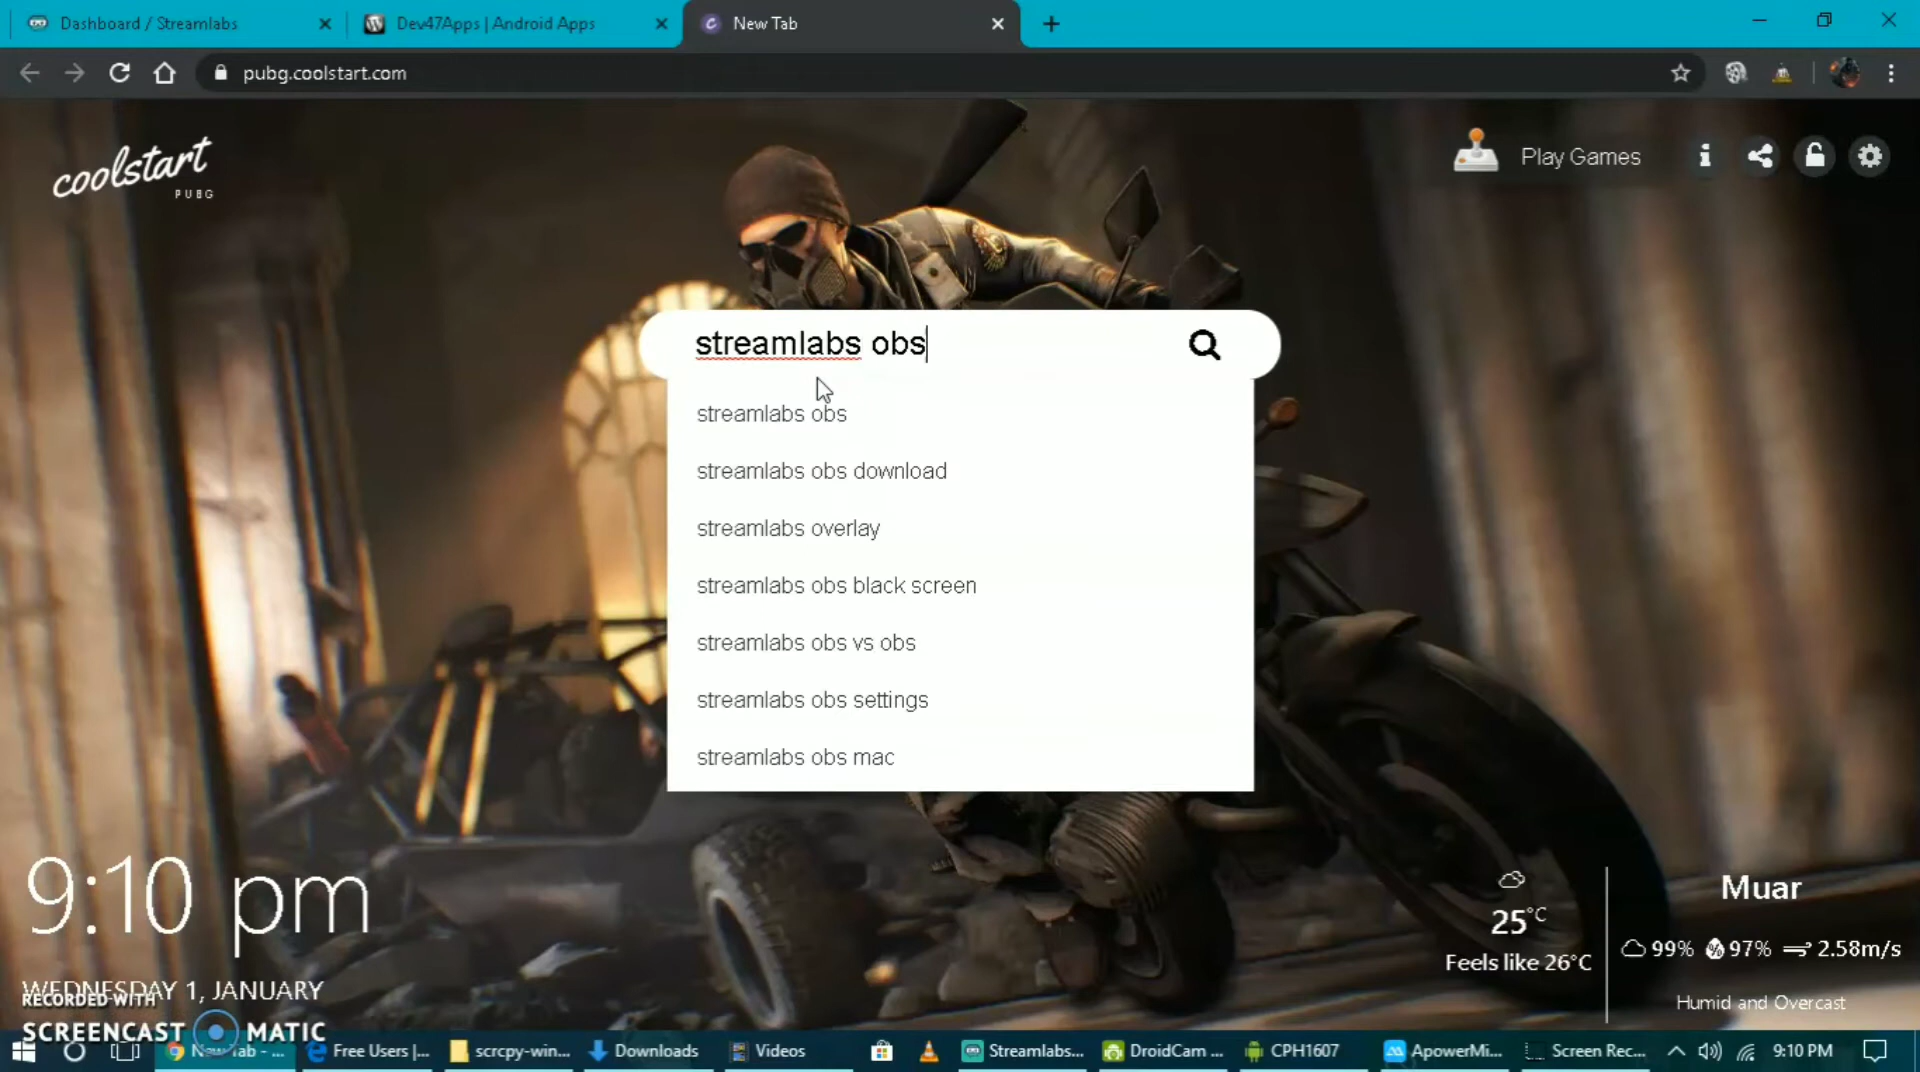 Dashboard / Streamlabs
Dev47Apps | Android Apps
New Tab
pubg.coolstart.com
coolstart
PUBG
Play Games
streamlabs obs
streamlabs obs
streamlabs obs download
streamlabs overlay
streamlabs obs black screen
streamlabs obs vs obs
streamlabs obs settings
streamlabs obs mac
9:10 pm
WEDNESDAY 1, JANUARY
25°C
Feels like 26°C
Muar
99% 97% 2.58m/s
Humid and Overcast
RECORDED WITH
SCREENCAST MATIC
New Tab - ...
Free Users |...
scrcpy-win...
Downloads
Videos
Streamlabs...
DroidCam ...
CPH1607
ApowerMi...
Screen Rec...
9:10 PM